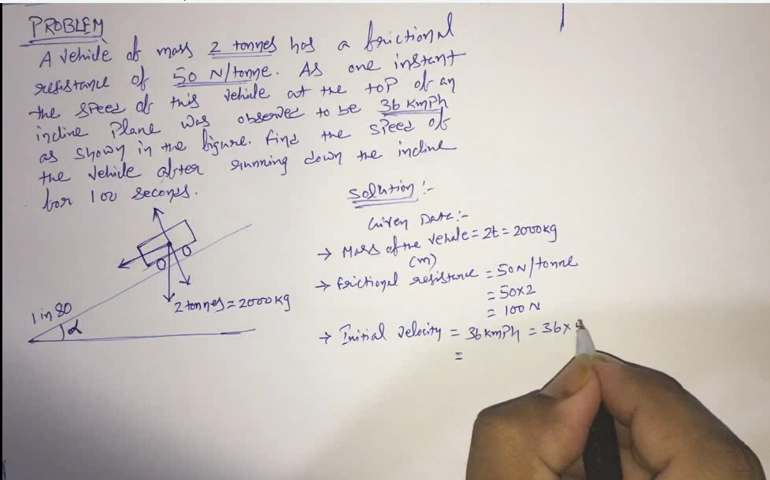 PROBLEM
A vehicle of mass 2 tonnes has a frictional
resistance of 50 N/tonne. As one instant
the speed of this vehicle at the top of an
incline plane was observed to be 36 kmph
as shown in the figure. Find the speed of
the vehicle after running down the incline
for 100 seconds.
Solution :-
Given Data :-
→ Mass of the vehale = 2t = 2000kg
(m)
→ Frictional resistance = 50N/tonne
= 50×2
= 100 N
→ Initial velocity = 36 kmph = 36×
=
2 tonnes = 2000kg
1 in 80
α